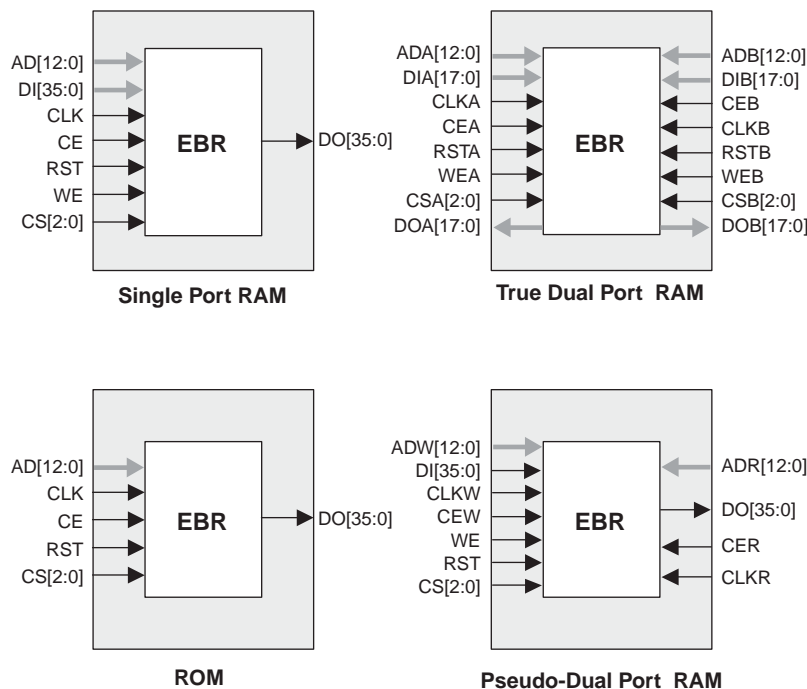 AD[12:0]
DI[35:0]
CLK
CE
RST
WE
CS[2:0]
EBR
DO[35:0]
Single Port RAM
ADA[12:0]
DIA[17:0]
CLKA
CEA
RSTA
WEA
CSA[2:0]
DOA[17:0]
EBR
ADB[12:0]
DIB[17:0]
CEB
CLKB
RSTB
WEB
CSB[2:0]
DOB[17:0]
True Dual Port RAM
AD[12:0]
CLK
CE
RST
CS[2:0]
EBR
DO[35:0]
ROM
ADW[12:0]
DI[35:0]
CLKW
CEW
WE
RST
CS[2:0]
EBR
ADR[12:0]
DO[35:0]
CER
CLKR
Pseudo-Dual Port RAM